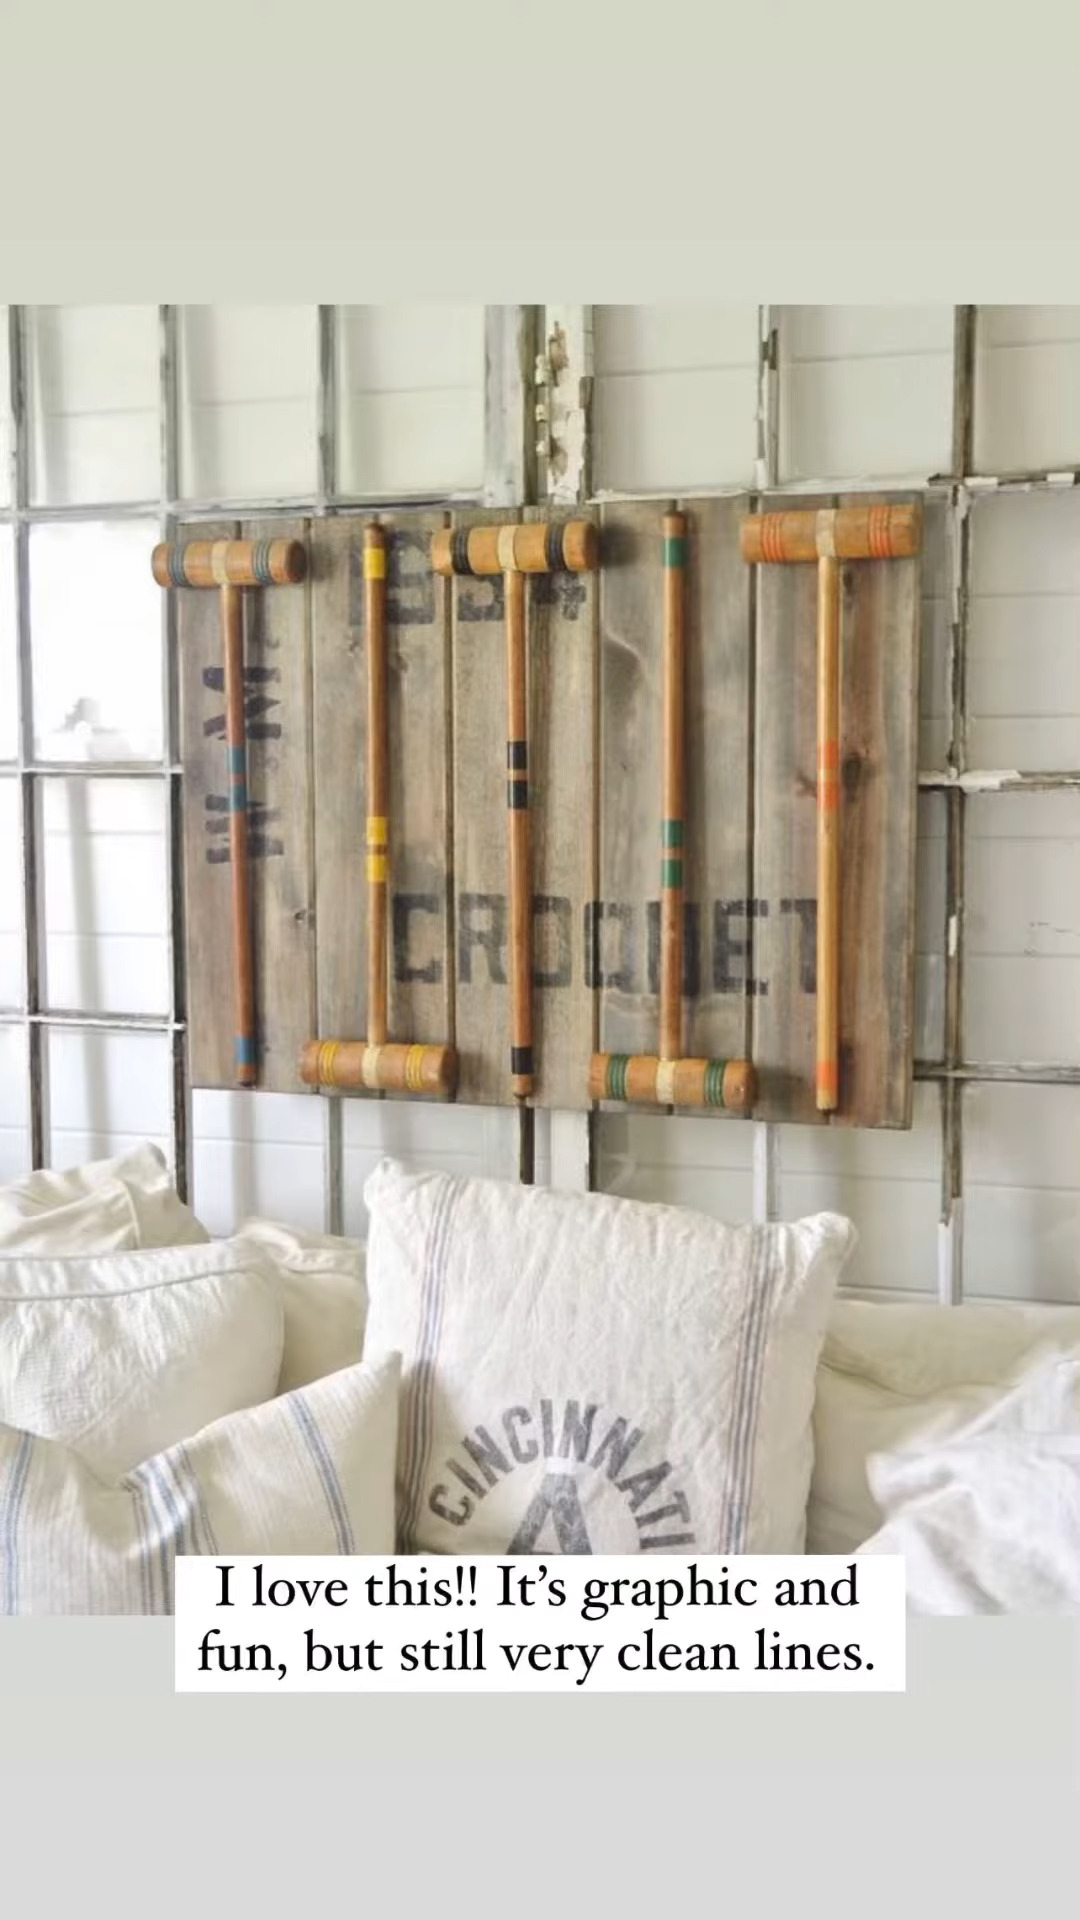 CROQUET
CINCINNATI
A
I love this!! It’s graphic and
fun, but still very clean lines.